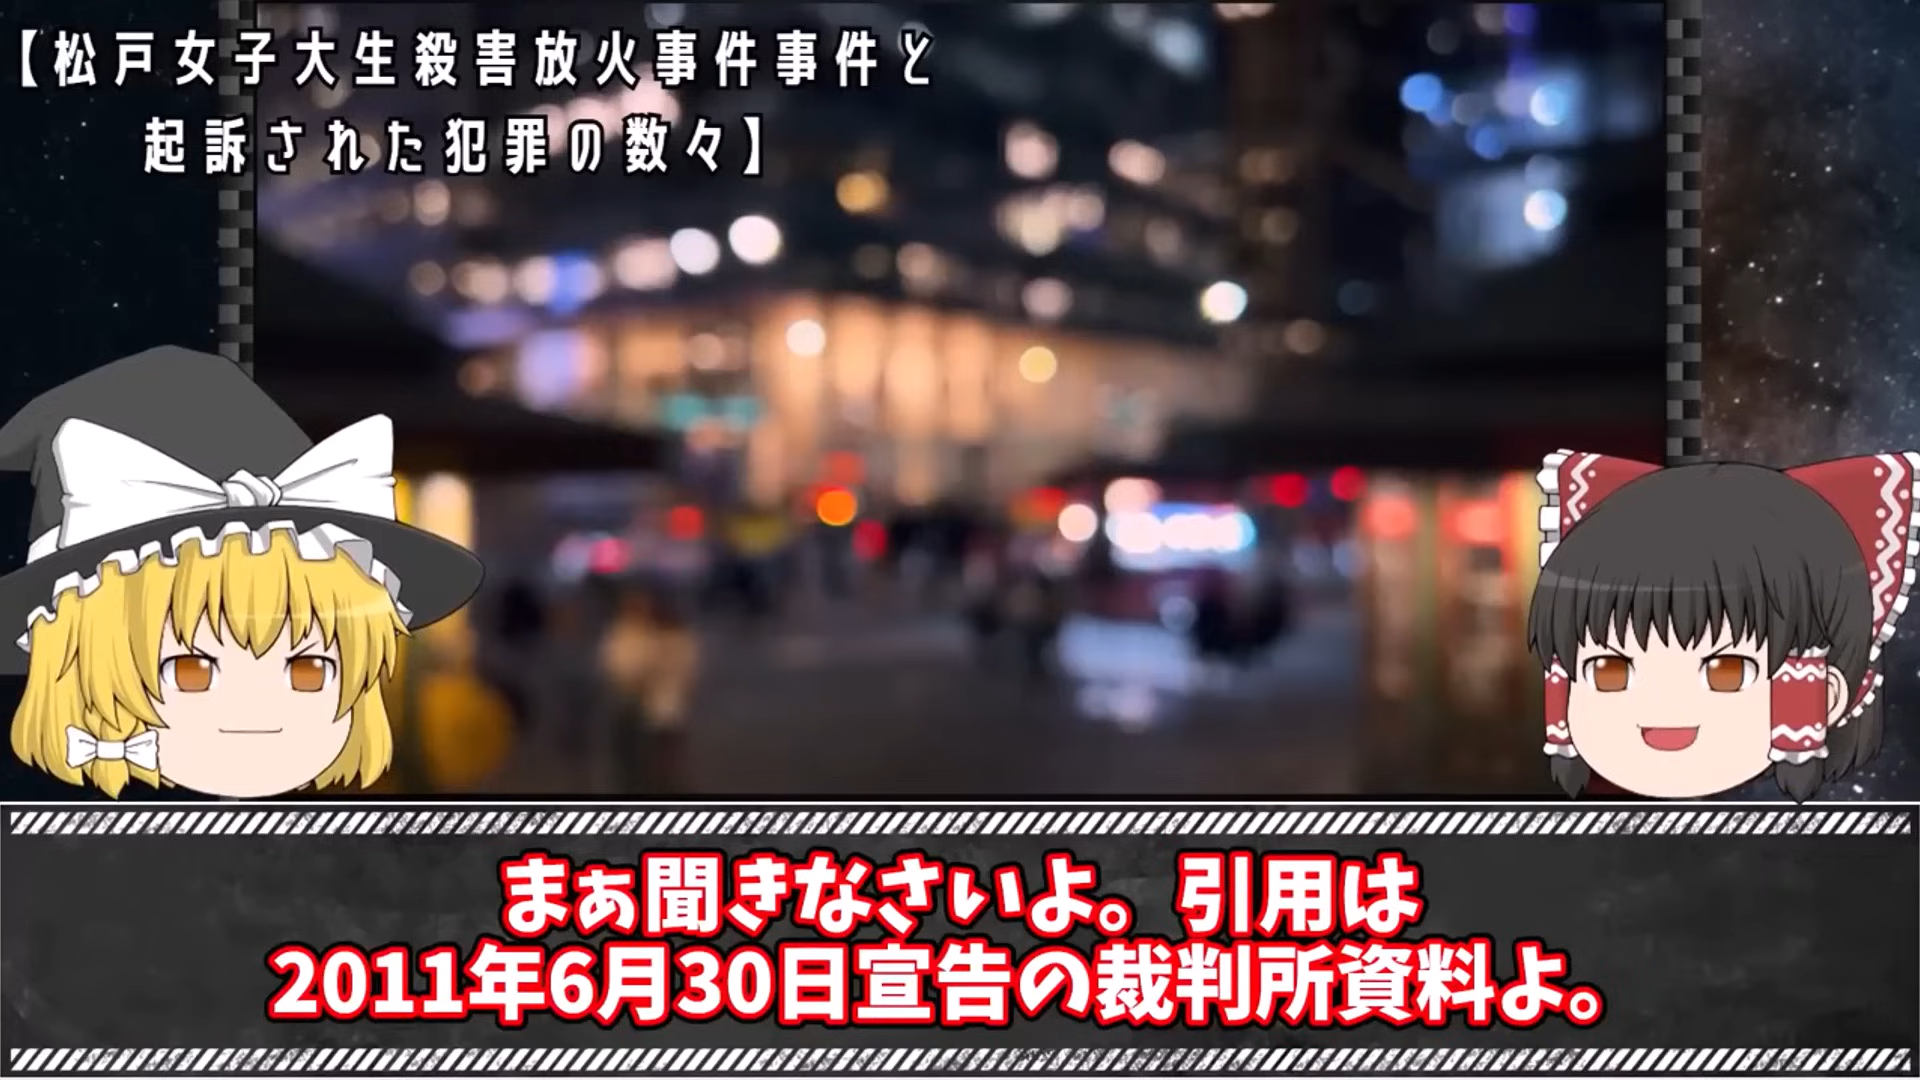 【松戸女子大生殺害放火事件事件と
起訴された犯罪の数々】
まぁ聞きなさいよ。引用は
2011年6月30日宣告の裁判所資料よ。